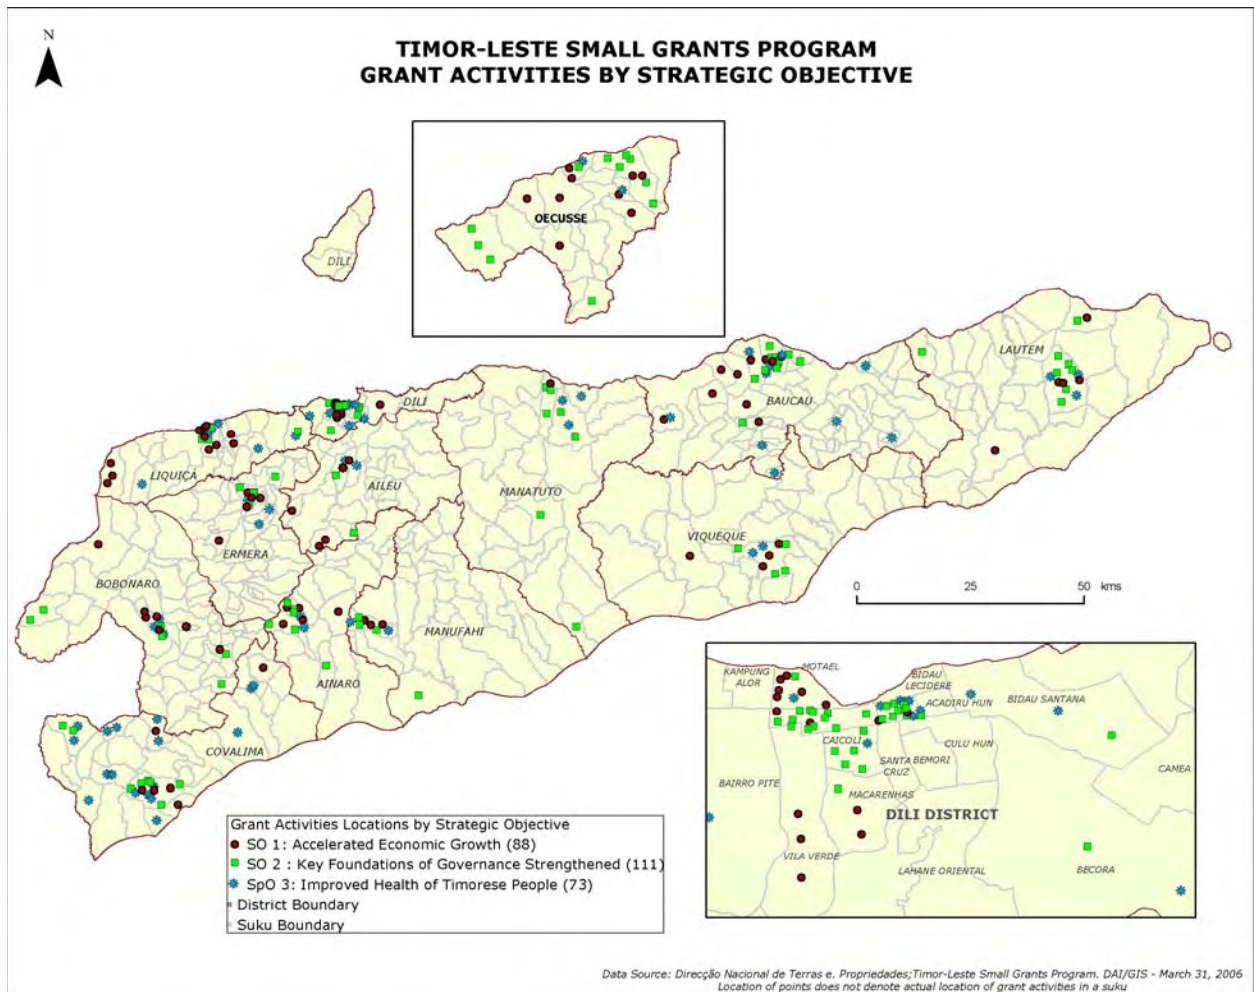 N
TIMOR-LESTE SMALL GRANTS PROGRAM
GRANT ACTIVITIES BY STRATEGIC OBJECTIVE
OECUSSE
DILI
LAUTEM
DILI
BAUCAU
LIQUIÇÁ
AILEU
MANATUTO
VIQUEQUE
ERMERA
BOBONARO
MANUFAHI
AINARO
COVALIMA
0 25 50 kms
KAMPUNG
ALOR
MOTAEL
BIDAU
LECIDERE
ACADIRU HUN
BIDAU SANTANA
CAICOLI
CULU HUN
SANTA
CRUZ
BEMORI
CAMEA
BAIRRO PITE
MACARENHAS
DILI DISTRICT
VILA VERDE
LAHANE ORIENTAL
BECORA
Grant Activities Locations by Strategic Objective
SO 1: Accelerated Economic Growth (88)
SO 2 : Key Foundations of Governance Strengthened (111)
SpO 3: Improved Health of Timorese People (73)
District Boundary
Suku Boundary
Data Source: Direcção Nacional de Terras e. Propriedades;Timor-Leste Small Grants Program. DAI/GIS - March 31, 2006
Location of points does not denote actual location of grant activities in a suku